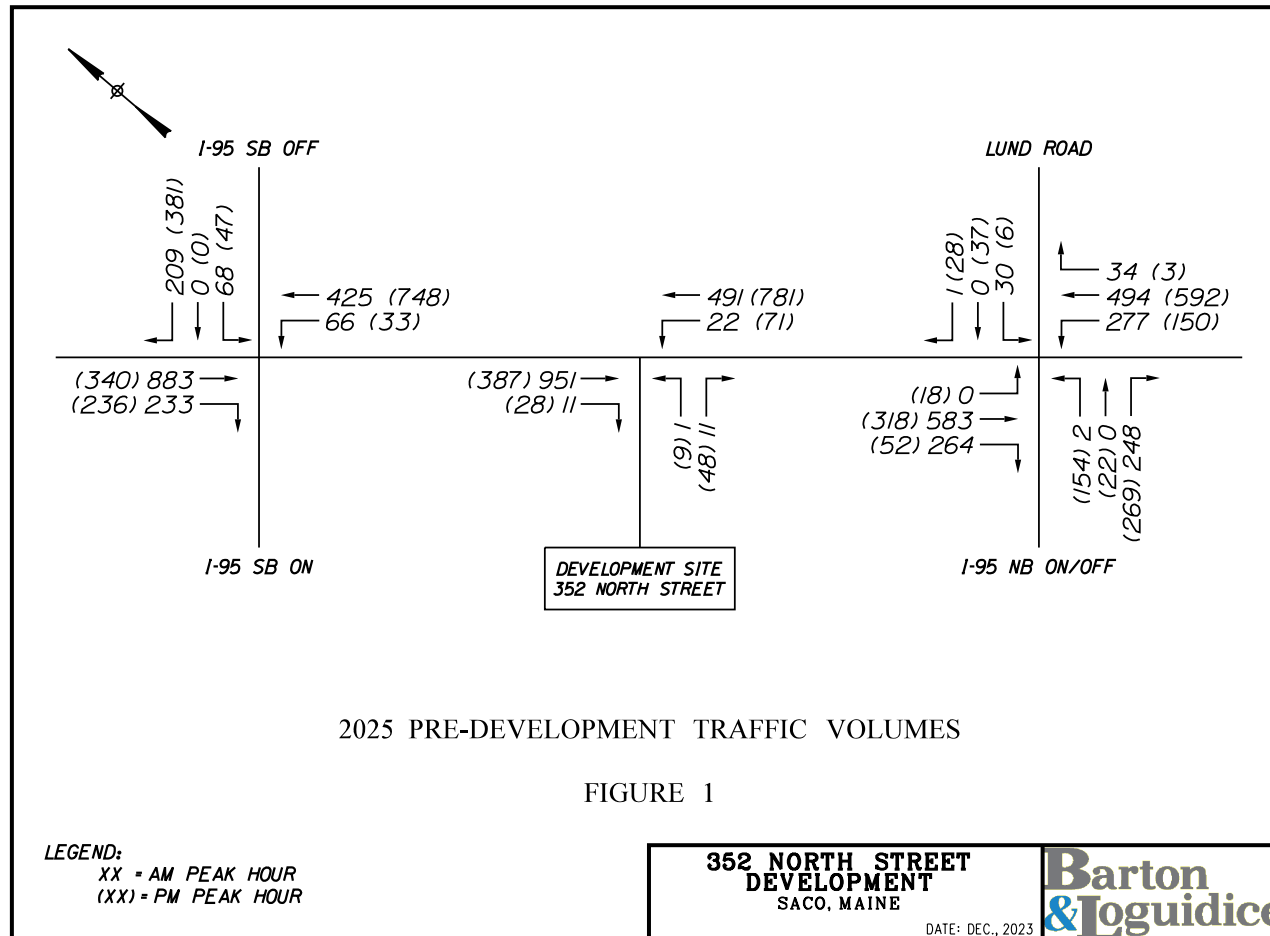 I-95 SB OFF
LUND ROAD
209 (381)
0 (0)
68 (47)
425 (748)
66 (33)
491 (781)
22 (71)
1 (28)
0 (37)
30 (6)
34 (3)
494 (592)
277 (150)
(340) 883
(236) 233
(387) 951
(28) 11
(9) 1
(48) 11
(18) 0
(318) 583
(52) 264
(154) 2
(22) 0
(269) 248
I-95 SB ON
DEVELOPMENT SITE
352 NORTH STREET
I-95 NB ON/OFF
2025 PRE-DEVELOPMENT TRAFFIC VOLUMES
FIGURE 1
LEGEND:
XX = AM PEAK HOUR
(XX) = PM PEAK HOUR
352 NORTH STREET
DEVELOPMENT
SACO, MAINE
DATE: DEC., 2023
Barton
&Loguidice